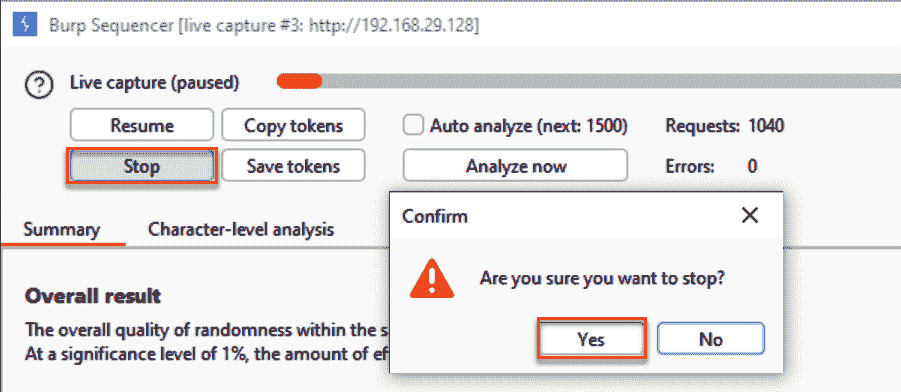 Burp Sequencer [live capture #3: http://192.168.29.128]
? Live capture (paused)
Resume Copy tokens Auto analyze (next: 1500) Requests: 1040
Stop Save tokens Analyze now Errors: 0
Summary Character-level analysis
Confirm
Are you sure you want to stop?
Yes No
Overall result
The overall quality of randomness within the s
At a significance level of 1%, the amount of ef